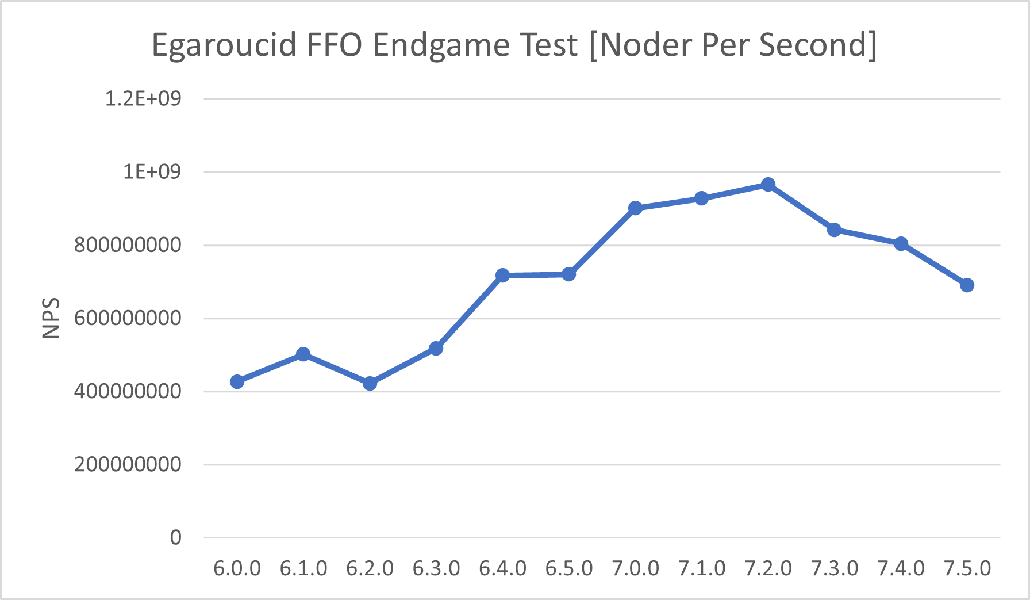 Egaroucid FFO Endgame Test [Noder Per Second]
1.2E+09
1E+09
800000000
600000000
400000000
200000000
0
NPS
6.0.0 6.1.0 6.2.0 6.3.0 6.4.0 6.5.0 7.0.0 7.1.0 7.2.0 7.3.0 7.4.0 7.5.0